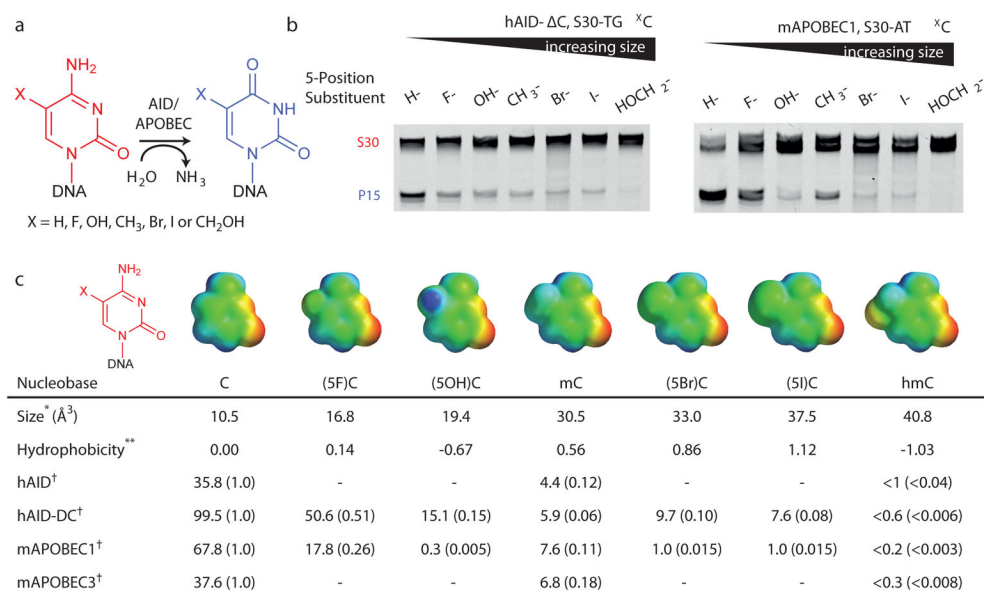 a
X
NH2
N
N
O
DNA
AID/
APOBEC
H2O
NH3
X
O
NH
N
O
DNA
X = H, F, OH, CH3, Br, I or CH2OH
b
hAID- ΔC, S30-TG XC
increasing size
mAPOBEC1, S30-AT XC
increasing size
5-Position
Substituent
H- F- OH- CH3- Br- I- HOCH2-
H- F- OH- CH3- Br- I- HOCH2-
S30
P15
c
X
NH2
N
N
O
DNA
Nucleobase C (5F)C (5OH)C mC (5Br)C (5I)C hmC
Size* (Å3) 10.5 16.8 19.4 30.5 33.0 37.5 40.8
Hydrophobicity** 0.00 0.14 -0.67 0.56 0.86 1.12 -1.03
hAID† 35.8 (1.0) - - 4.4 (0.12) - - <1 (<0.04)
hAID-DC† 99.5 (1.0) 50.6 (0.51) 15.1 (0.15) 5.9 (0.06) 9.7 (0.10) 7.6 (0.08) <0.6 (<0.006)
mAPOBEC1† 67.8 (1.0) 17.8 (0.26) 0.3 (0.005) 7.6 (0.11) 1.0 (0.015) 1.0 (0.015) <0.2 (<0.003)
mAPOBEC3† 37.6 (1.0) - - 6.8 (0.18) - - <0.3 (<0.008)